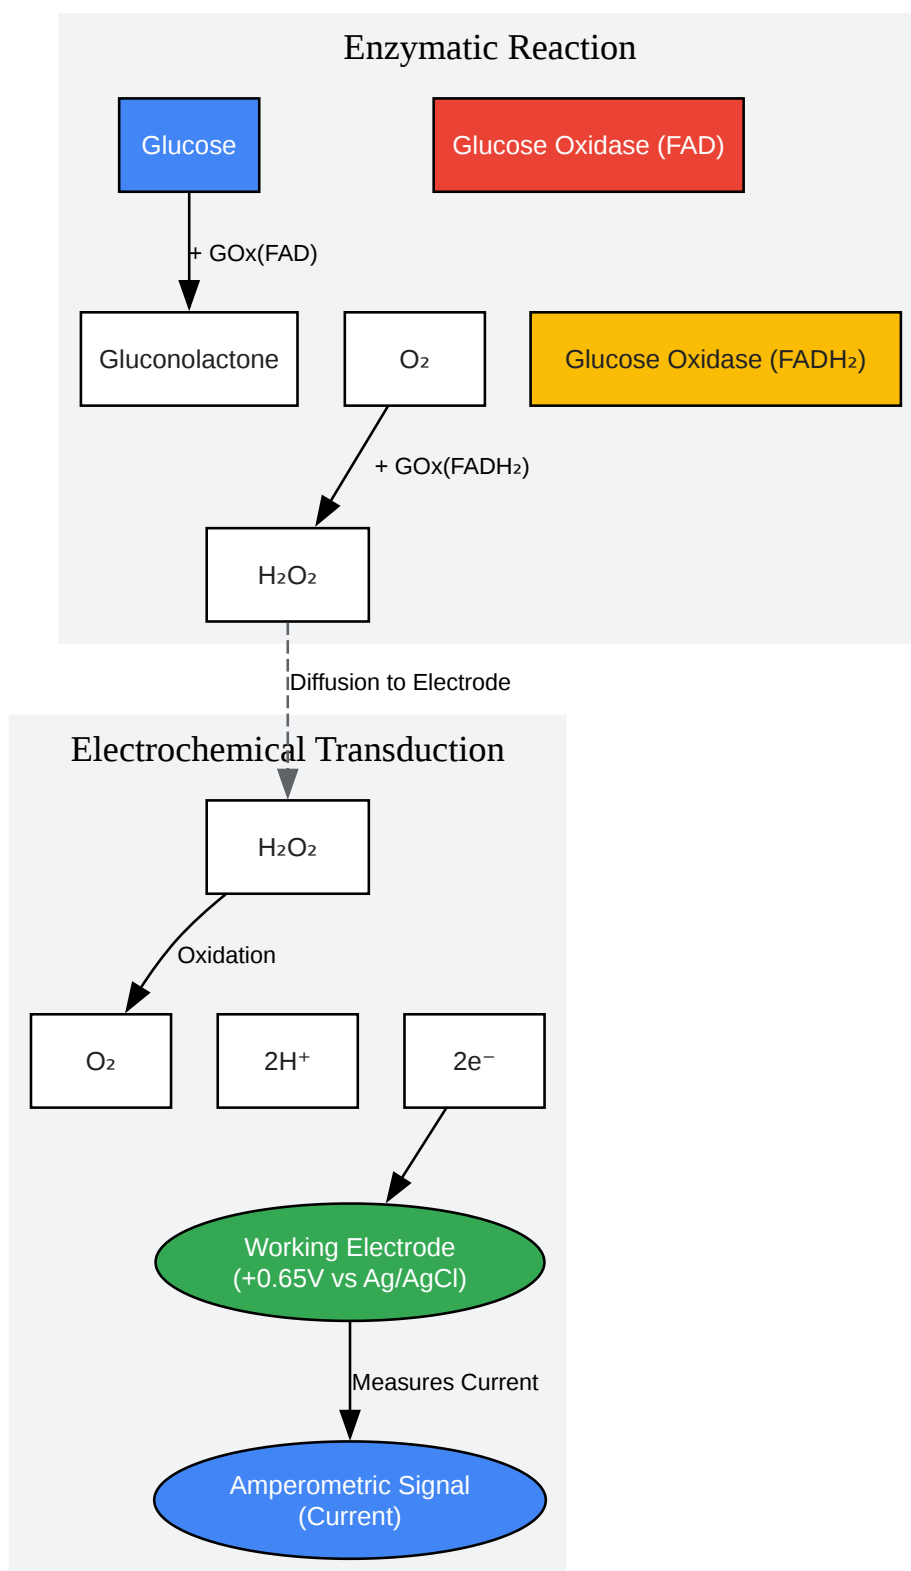 Enzymatic Reaction
Glucose
Glucose Oxidase (FAD)
+ GOx(FAD)
Gluconolactone
O₂
Glucose Oxidase (FADH₂)
+ GOx(FADH₂)
H₂O₂
Diffusion to Electrode
Electrochemical Transduction
H₂O₂
Oxidation
O₂
2H⁺
2e⁻
Working Electrode
(+0.65V vs Ag/AgCl)
Measures Current
Amperometric Signal
(Current)